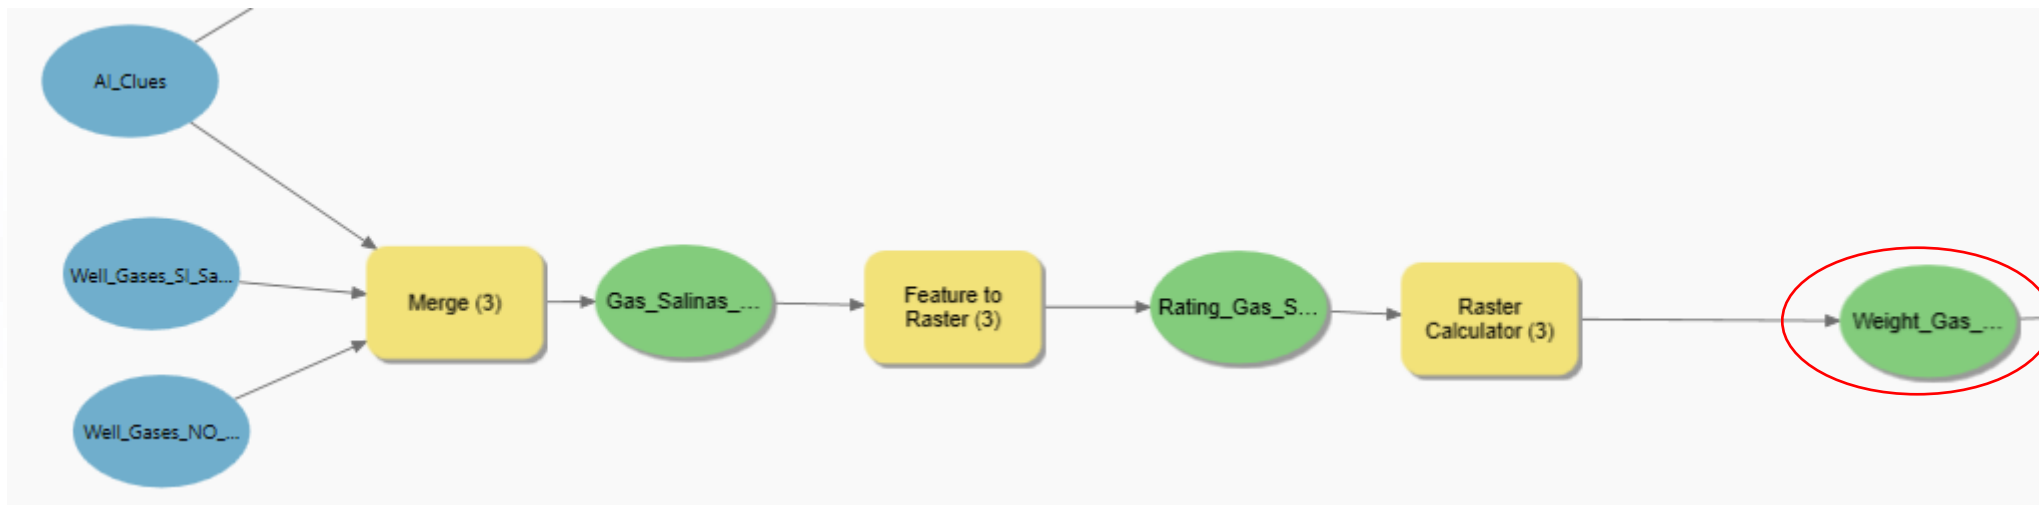 AI_Clues
Well_Gases_SI_Sa...
Well_Gases_NO_...
Merge (3)
Gas_Salinas_...
Feature to
Raster (3)
Rating_Gas_S...
Raster
Calculator (3)
Weight_Gas_...